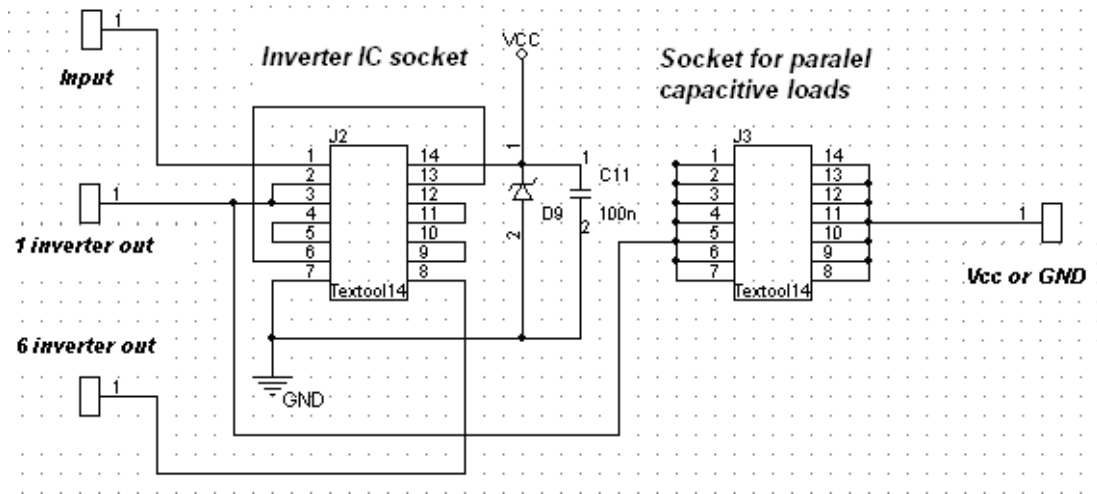 1
Input
Inverter IC socket
VCC
Socket for paralel
capacitive loads
J2
1
J3
1 14
2 13
3 12
4 11
5 10
6 9
7 8
Textool14
1
C11
D9 100n
2
2
1 14
2 13
3 12
4 11
5 10
6 9
7 8
Textool14
1
Vcc or GND
1
1 inverter out
6 inverter out
1
GND